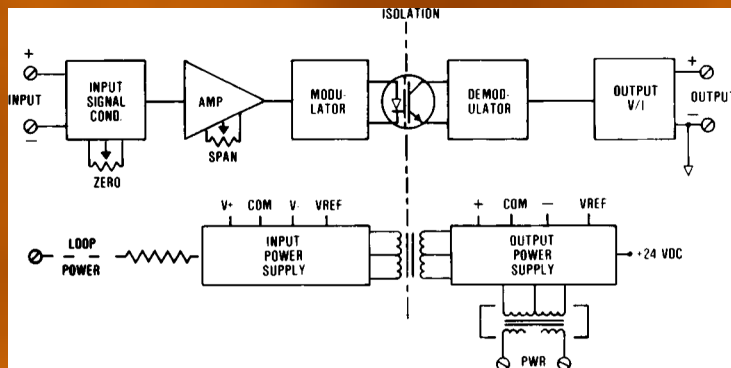 ISOLATION
+
INPUT
−
INPUT
SIGNAL
COND.
ZERO
AMP
SPAN
MODU-
LATOR
DEMOD-
ULATOR
OUTPUT
V/I
+
OUTPUT
−
LOOP
POWER
V+ COM V- VREF
INPUT
POWER
SUPPLY
+ COM − VREF
OUTPUT
POWER
SUPPLY
+24 VDC
PWR